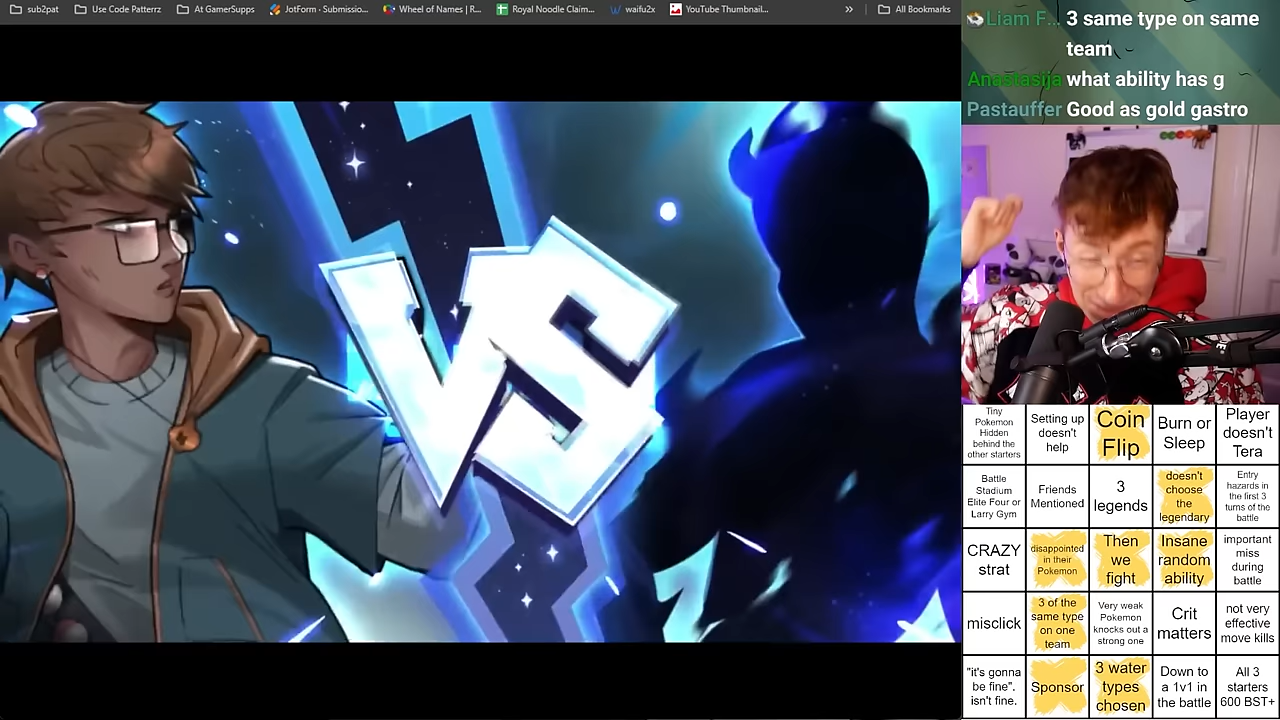 sub2pat
Use Code Patterrz
At GamerSupps
JotForm - Submissio...
Wheel of Names | R...
Royal Noodle Claim...
waifu2x
YouTube Thumbnail...
»
All Bookmarks
VS
Liam F... 3 same type on same
team
Anastasija what ability has g
Pastauffer Good as gold gastro
Tiny
Pokemon
Hidden
behind the
other starters
Setting up
doesn't
help
Coin
Flip
Burn or
Sleep
Player
doesn't
Tera
Battle
Stadium
Elite Four or
Larry Gym
Friends
Mentioned
3
legends
doesn't
choose
the
legendary
Entry
hazards in
the first 3
turns of the
battle
CRAZY
strat
disappointed
in their
Pokemon
Then
we
fight
Insane
random
ability
important
miss
during
battle
misclick
3 of the
same type
on one
team
Very weak
Pokemon
knocks out a
strong one
Crit
matters
not very
effective
move kills
"it's gonna
be fine".
isn't fine.
Sponsor
3 water
types
chosen
Down to
a 1v1 in
the battle
All 3
starters
600 BST+